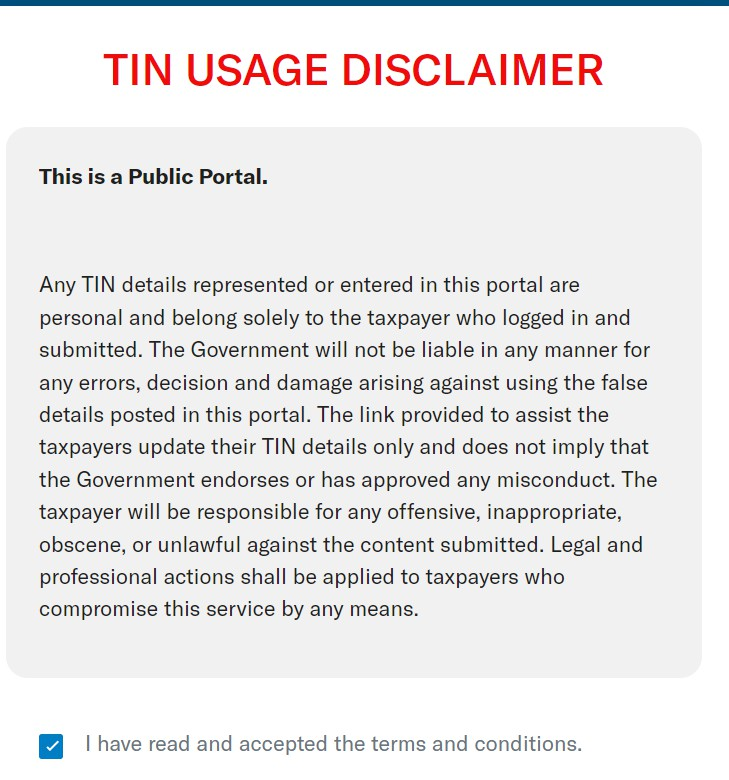 TIN USAGE DISCLAIMER
This is a Public Portal.
Any TIN details represented or entered in this portal are
personal and belong solely to the taxpayer who logged in and
submitted. The Government will not be liable in any manner for
any errors, decision and damage arising against using the false
details posted in this portal. The link provided to assist the
taxpayers update their TIN details only and does not imply that
the Government endorses or has approved any misconduct. The
taxpayer will be responsible for any offensive, inappropriate,
obscene, or unlawful against the content submitted. Legal and
professional actions shall be applied to taxpayers who
compromise this service by any means.
I have read and accepted the terms and conditions.